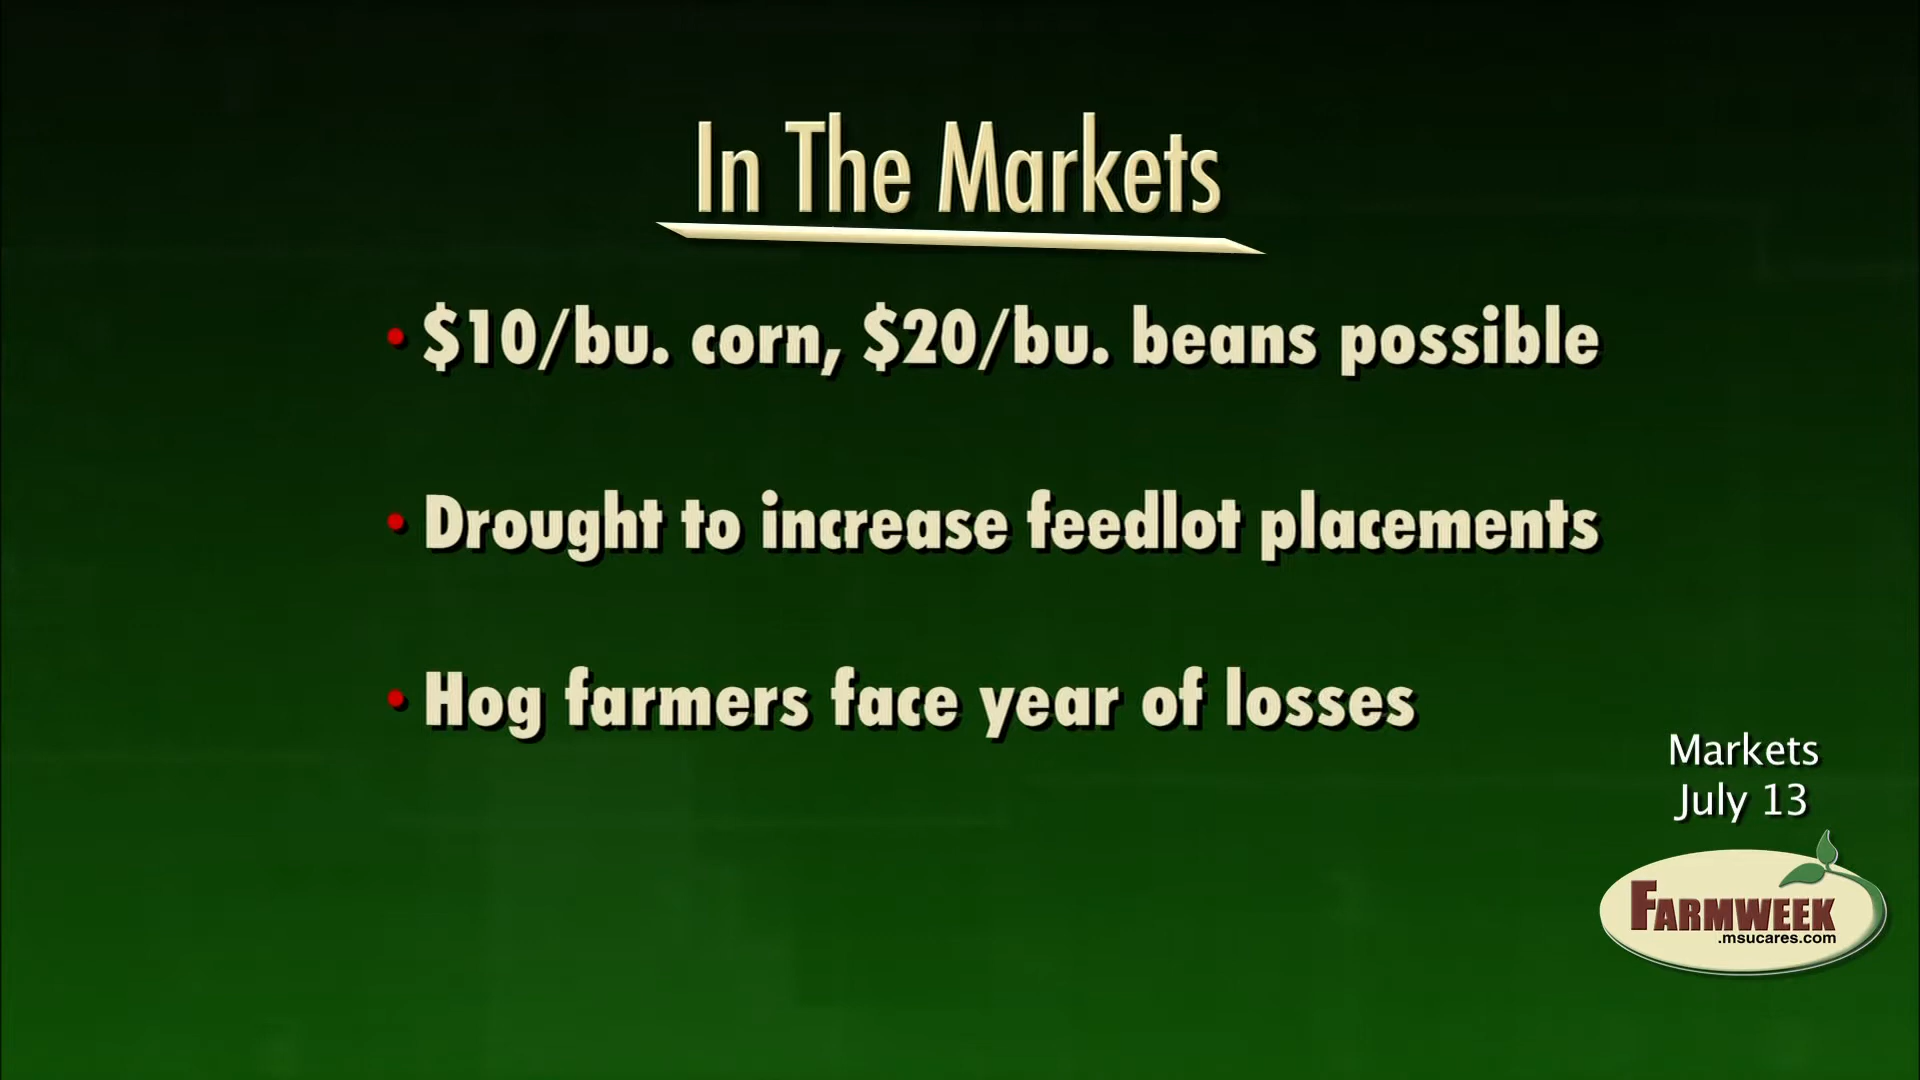 In The Markets
• $10/bu. corn, $20/bu. beans possible
• Drought to increase feedlot placements
• Hog farmers face year of losses
Markets
July 13
FARMWEEK
.msucares.com